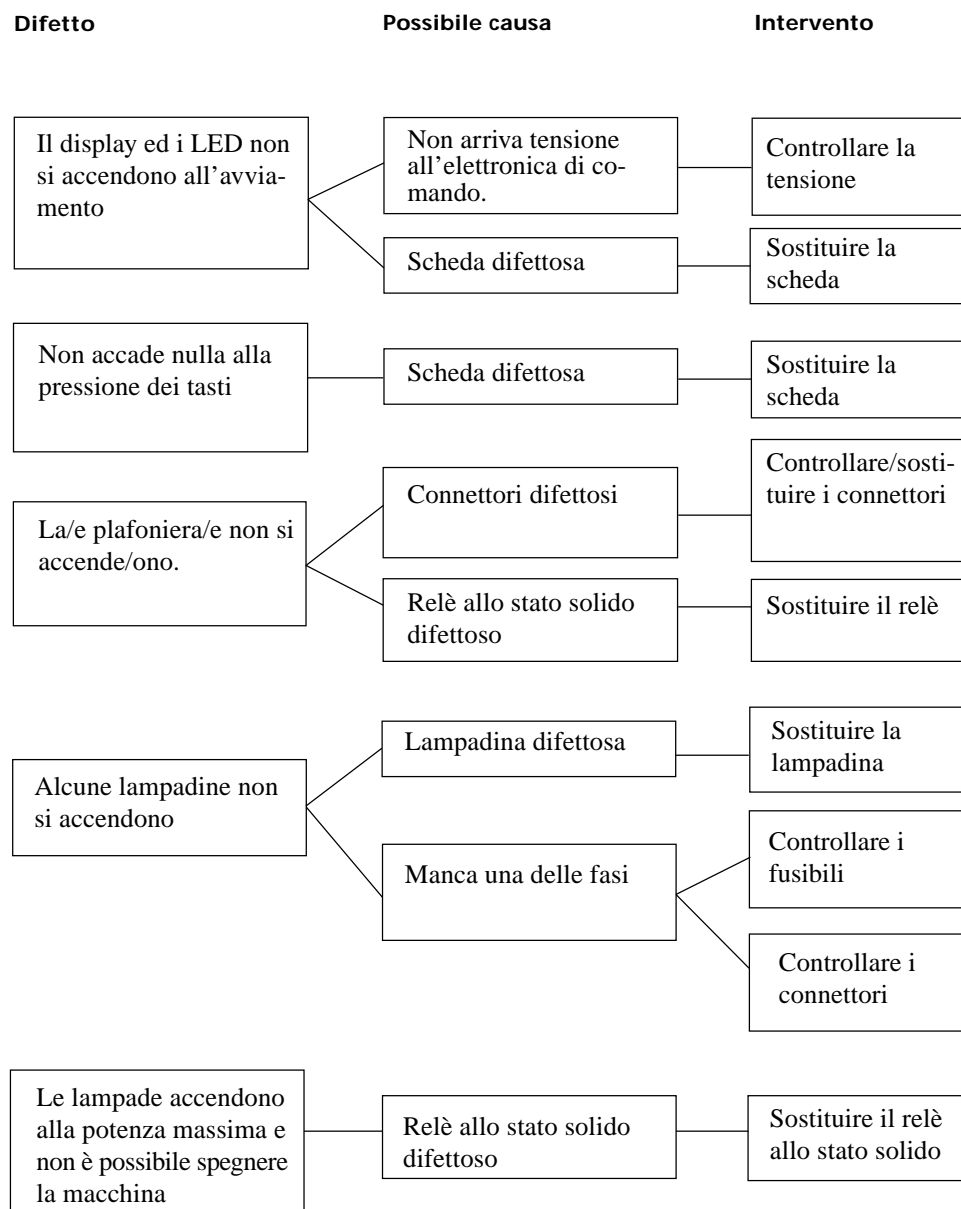 Difetto
Possibile causa
Intervento
Il display ed i LED non
si accendono all'avvia-
mento
Non arriva tensione
all'elettronica di co-
mando.
Controllare la
tensione
Scheda difettosa
Sostituire la
scheda
Non accade nulla alla
pressione dei tasti
Scheda difettosa
Sostituire la
scheda
La/e plafoniera/e non si
accende/ono.
Connettori difettosi
Controllare/sosti-
tuire i connettori
Relè allo stato solido
difettoso
Sostituire il relè
Alcune lampadine non
si accendono
Lampadina difettosa
Sostituire la
lampadina
Manca una delle fasi
Controllare i
fusibili
Controllare i
connettori
Le lampade accendono
alla potenza massima e
non è possibile spegnere
la macchina
Relè allo stato solido
difettoso
Sostituire il relè
allo stato solido